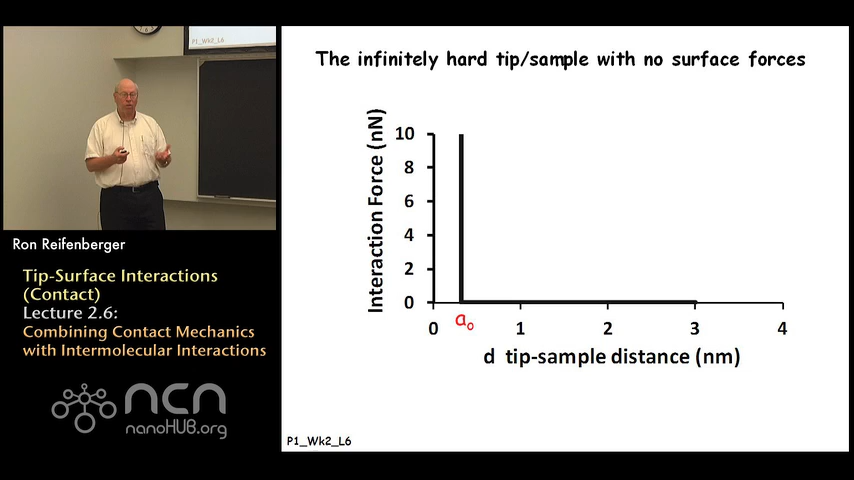 P1_Wk2_L6
Ron Reifenberger
Tip-Surface Interactions
(Contact)
Lecture 2.6:
Combining Contact Mechanics
with Intermolecular Interactions
ncn
nanoHUB.org
The infinitely hard tip/sample with no surface forces
Interaction Force (nN)
10
8
6
4
2
0
0 1 2 3 4
a₀
d tip-sample distance (nm)
P1_Wk2_L6